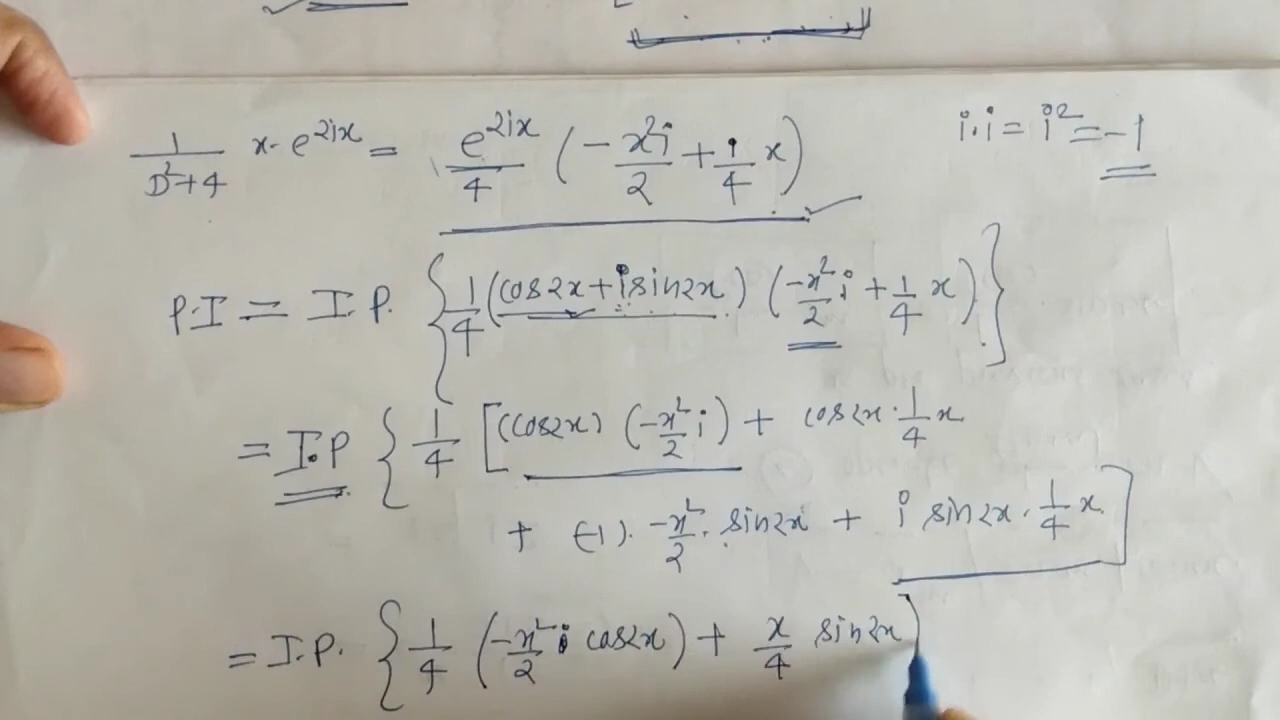 1/(D²+4) x·e^{2ix} = e^{2ix}/4 (-x²i/2 + 1/4 x)
i.i = i² = -1
P.I = I.P. {1/4 (cos2x + isin2x) (-x²/2 i + 1/4 x)}
= I.P {1/4 [(cos2x) (-x²/2 i) + cos2x · 1/4 x
+ (-1). -x²/2 . sin2x + i sin2x · 1/4 x]
= I.P. {1/4 (-x²/2 i cos2x) + x/4 sin2x)